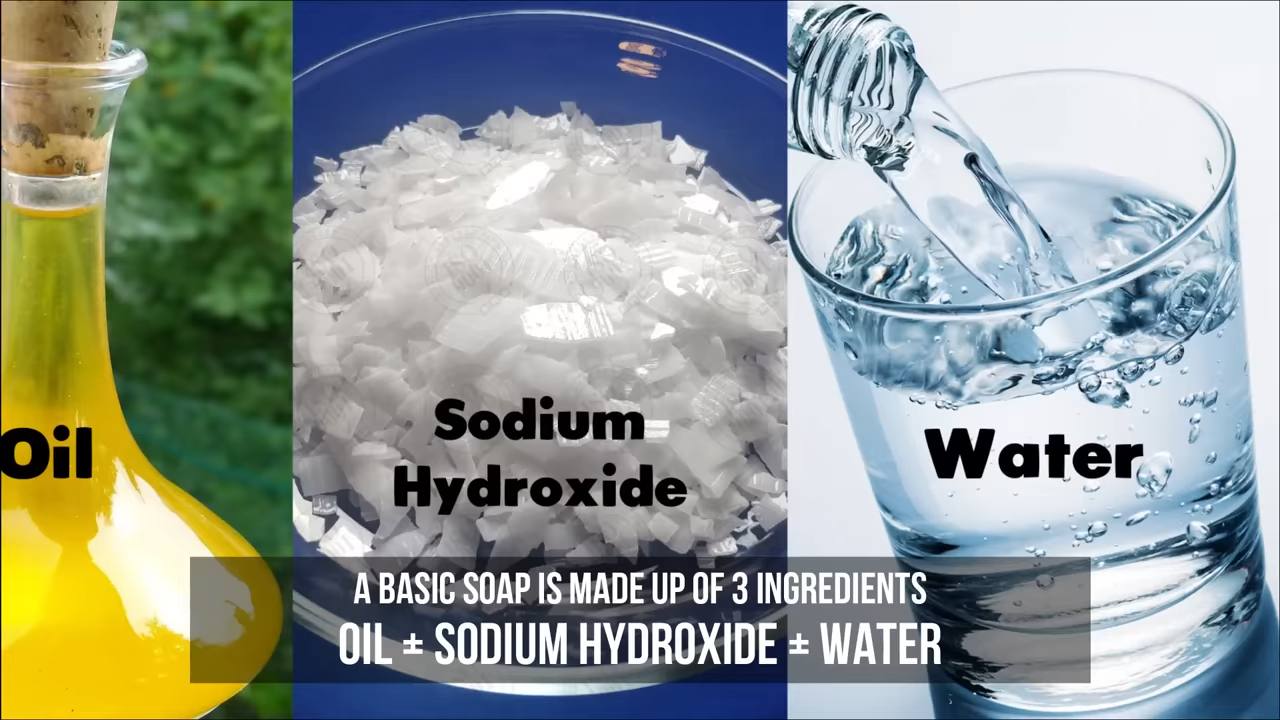 Oil
Sodium
Hydroxide
Water
A BASIC SOAP IS MADE UP OF 3 INGREDIENTS
OIL ± SODIUM HYDROXIDE ± WATER